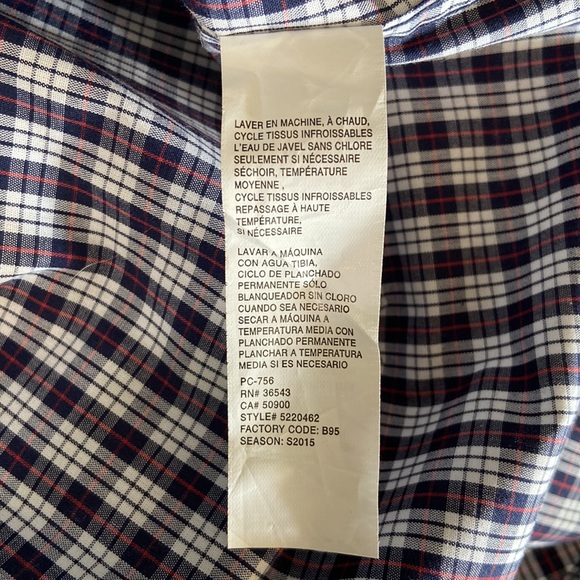 LAVER EN MACHINE, À CHAUD,
CYCLE TISSUS INFROISSABLES
L'EAU DE JAVEL SANS CHLORE
SEULEMENT SI NÉCESSAIRE
SÉCHOIR, TEMPÉRATURE
MOYENNE ,
CYCLE TISSUS INFROISSABLES
REPASSAGE À HAUTE
TEMPÉRATURE,
SI NÉCESSAIRE
LAVAR A MÁQUINA
CON AGUA TIBIA,
CICLO DE PLANCHADO
PERMANENTE SÓLO
BLANQUEADOR SIN CLORO
CUANDO SEA NECESARIO
SECAR A MÁQUINA A
TEMPERATURA MEDIA CON
PLANCHADO PERMANENTE
PLANCHAR A TEMPERATURA
MEDIA SI ES NECESARIO
PC-756
RN# 36543
CA# 50900
STYLE# 5220462
FACTORY CODE: B95
SEASON: S2015